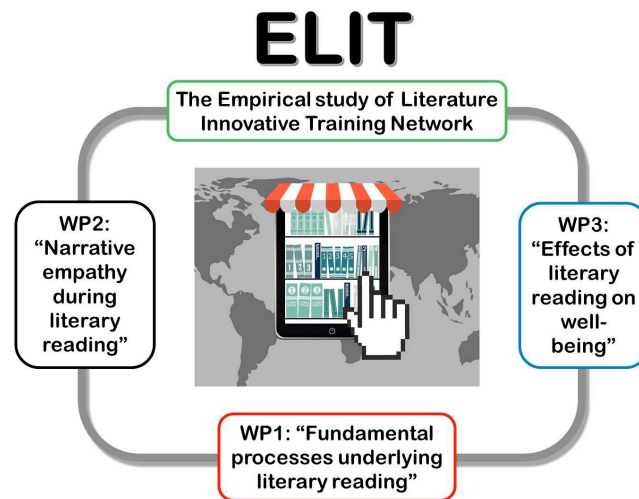 ELIT
The Empirical study of Literature
Innovative Training Network
WP2:
“Narrative
empathy
during
literary
reading”
WP3:
“Effects of
literary
reading on
well-
being”
WP1: “Fundamental
processes underlying
literary reading”